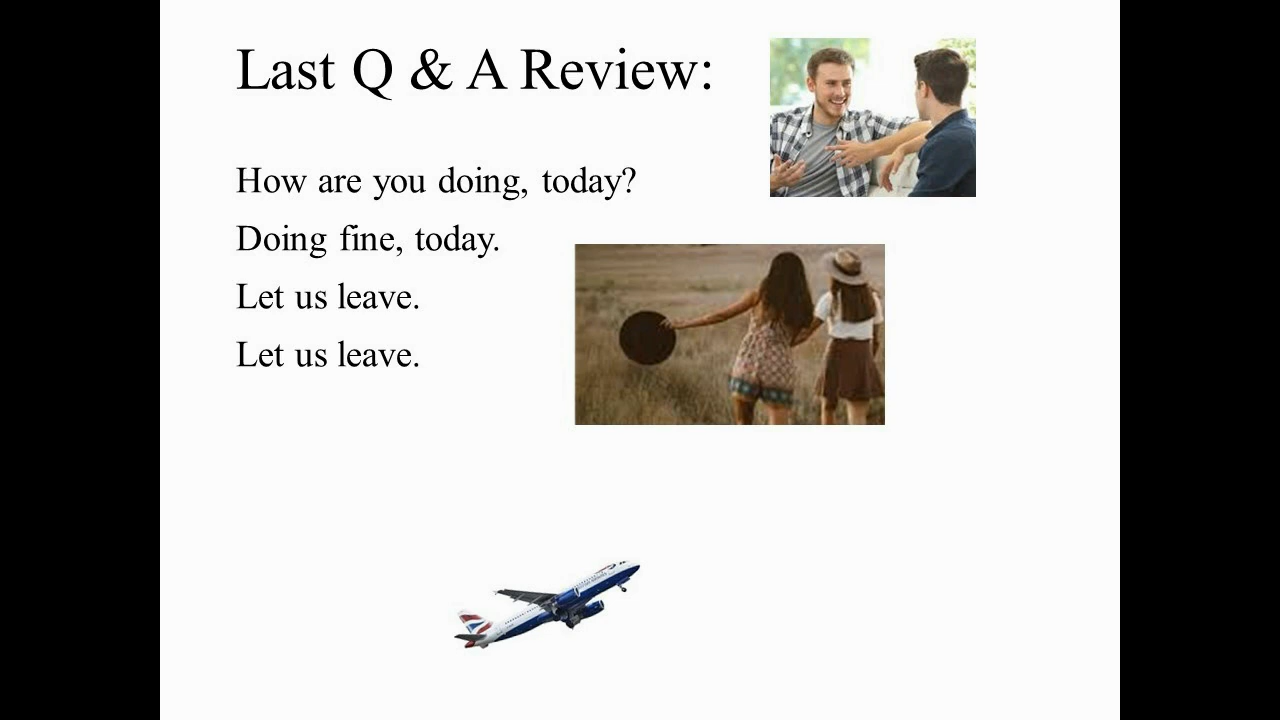 Last Q & A Review:
How are you doing, today?
Doing fine, today.
Let us leave.
Let us leave.